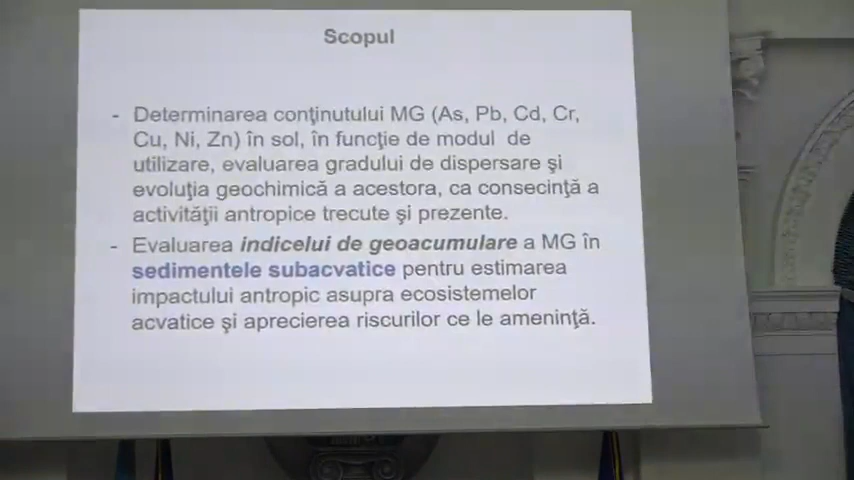 Scopul
- Determinarea conţinutului MG (As, Pb, Cd, Cr,
Cu, Ni, Zn) în sol, în funcţie de modul de
utilizare, evaluarea gradului de dispersare şi
evoluţia geochimică a acestora, ca consecinţă a
activităţii antropice trecute şi prezente.
- Evaluarea indicelui de geoacumulare a MG în
sedimentele subacvatice pentru estimarea
impactului antropic asupra ecosistemelor
acvatice şi aprecierea riscurilor ce le ameninţă.